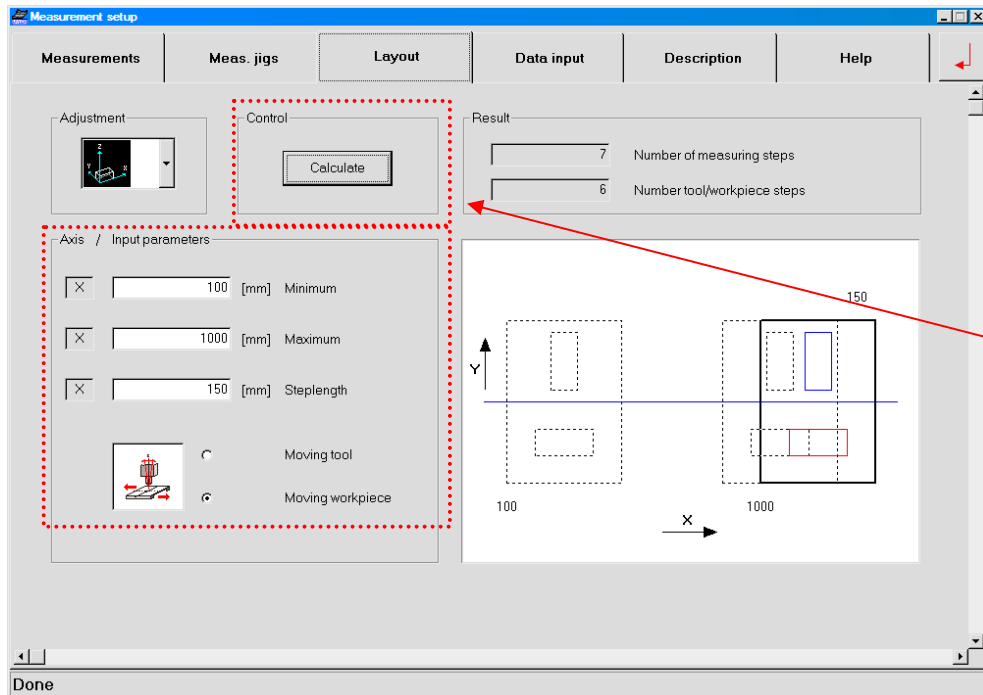 Measurement setup
Measurements Meas. jigs Layout Data input Description Help
Adjustment Control Result
Z Y X
Calculate
7 Number of measuring steps
6 Number tool/workpiece steps
Axis / Input parameters
X 100 [mm] Minimum
X 1000 [mm] Maximum
X 150 [mm] Steplength
Moving tool
Moving workpiece
150
Y
100 1000
X
Done